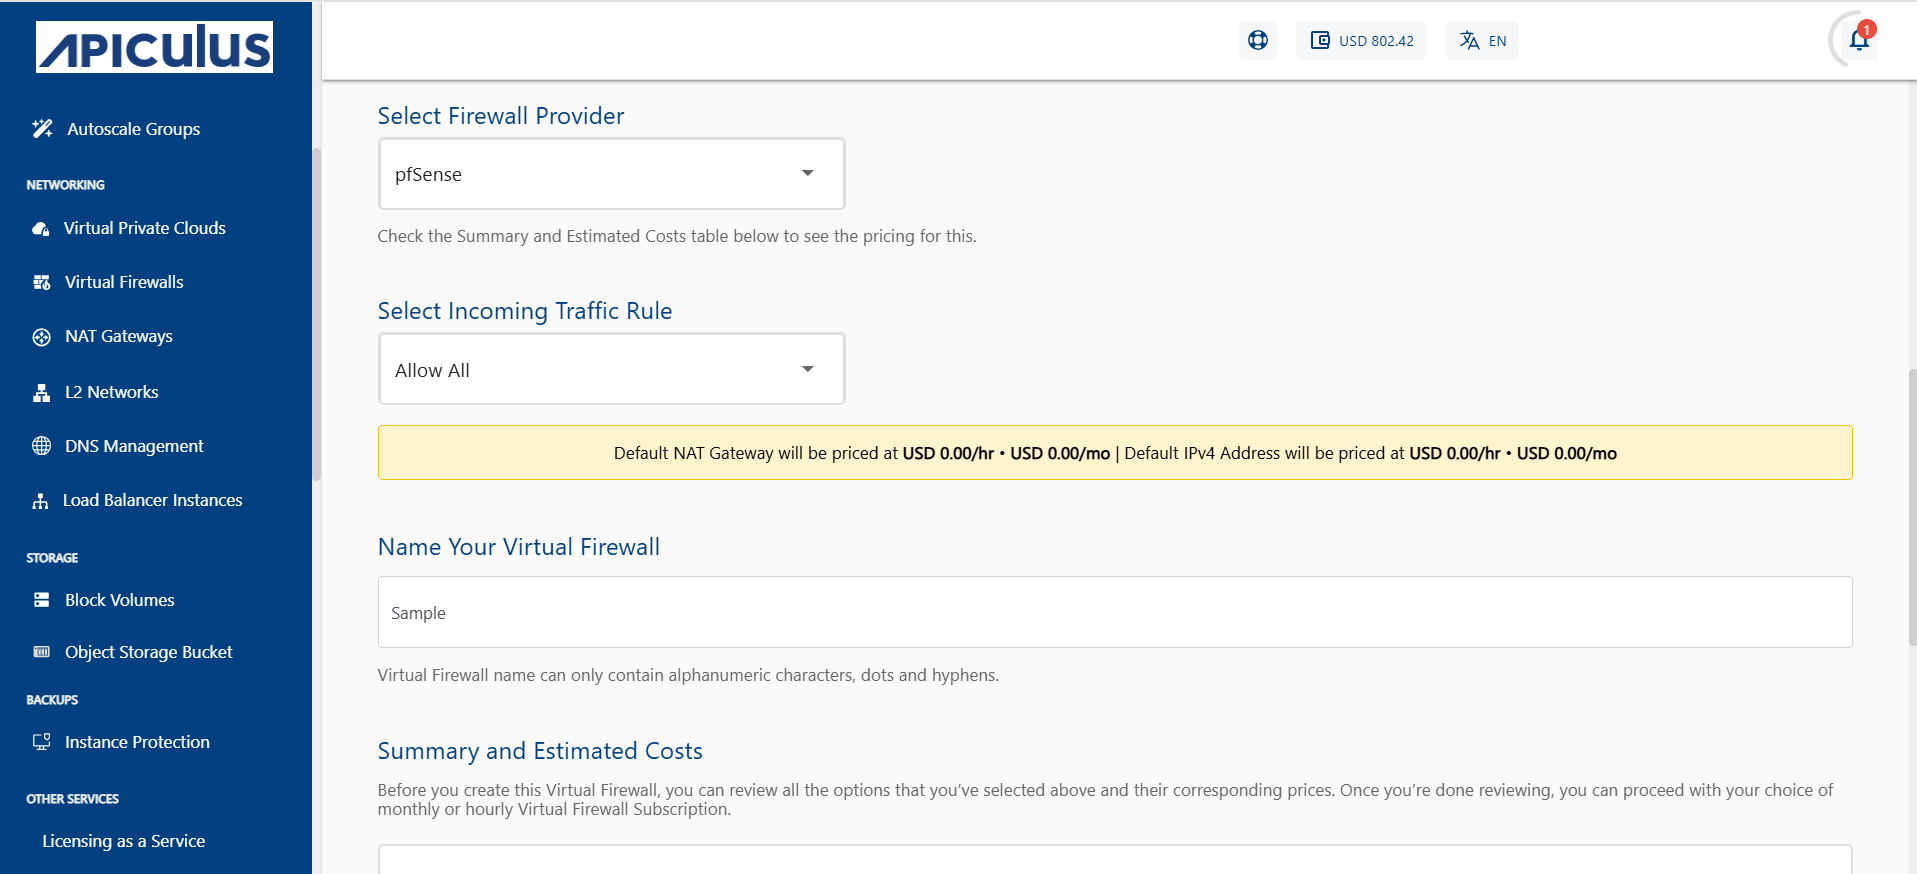 APICULUS
USD 802.42
EN
1
Autoscale Groups
NETWORKING
Virtual Private Clouds
Virtual Firewalls
NAT Gateways
L2 Networks
DNS Management
Load Balancer Instances
STORAGE
Block Volumes
Object Storage Bucket
BACKUPS
Instance Protection
OTHER SERVICES
Licensing as a Service
Select Firewall Provider
pfSense
Check the Summary and Estimated Costs table below to see the pricing for this.
Select Incoming Traffic Rule
Allow All
Default NAT Gateway will be priced at USD 0.00/hr • USD 0.00/mo | Default IPv4 Address will be priced at USD 0.00/hr • USD 0.00/mo
Name Your Virtual Firewall
Sample
Virtual Firewall name can only contain alphanumeric characters, dots and hyphens.
Summary and Estimated Costs
Before you create this Virtual Firewall, you can review all the options that you’ve selected above and their corresponding prices. Once you’re done reviewing, you can proceed with your choice of
monthly or hourly Virtual Firewall Subscription.